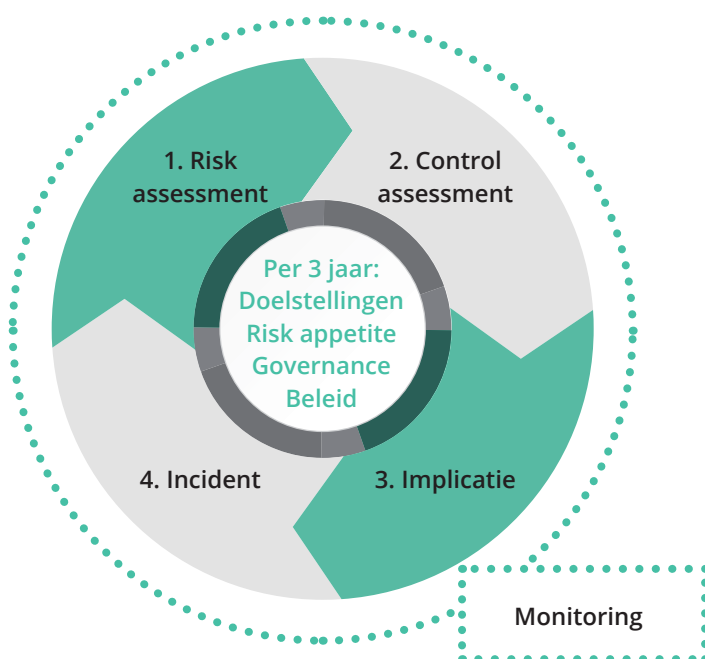 1. Risk
assessment
2. Control
assessment
Per 3 jaar:
Doelstellingen
Risk appetite
Governance
Beleid
4. Incident
3. Implicatie
Monitoring